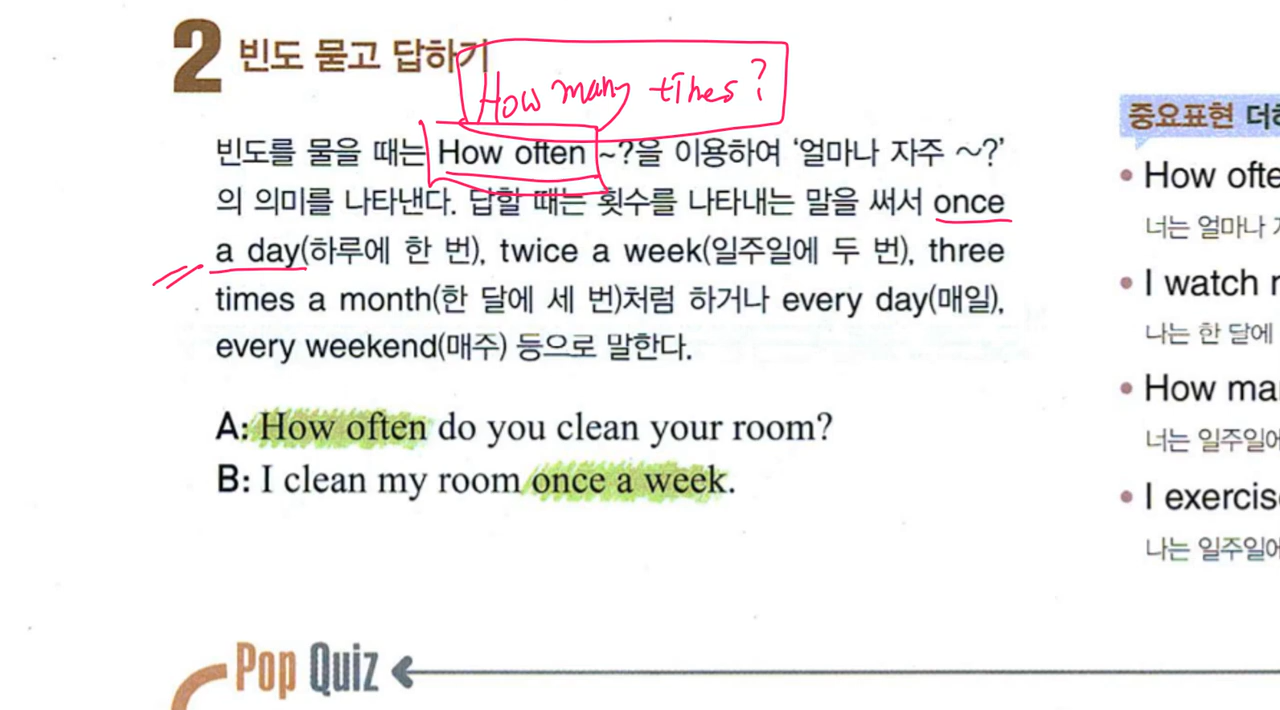 2 빈도 묻고 답하기
How many times?
빈도를 물을 때는 How often ~?을 이용하여 ‘얼마나 자주 ~?’
의 의미를 나타낸다. 답할 때는 횟수를 나타내는 말을 써서 once
a day(하루에 한 번), twice a week(일주일에 두 번), three
times a month(한 달에 세 번)처럼 하거나 every day(매일),
every weekend(매주) 등으로 말한다.
A: How often do you clean your room?
B: I clean my room once a week.
중요표현 더
• How ofte
너는 얼마나
• I watch
나는 한 달에
• How ma
너는 일주일에
• I exercis
나는 일주일에
Pop Quiz